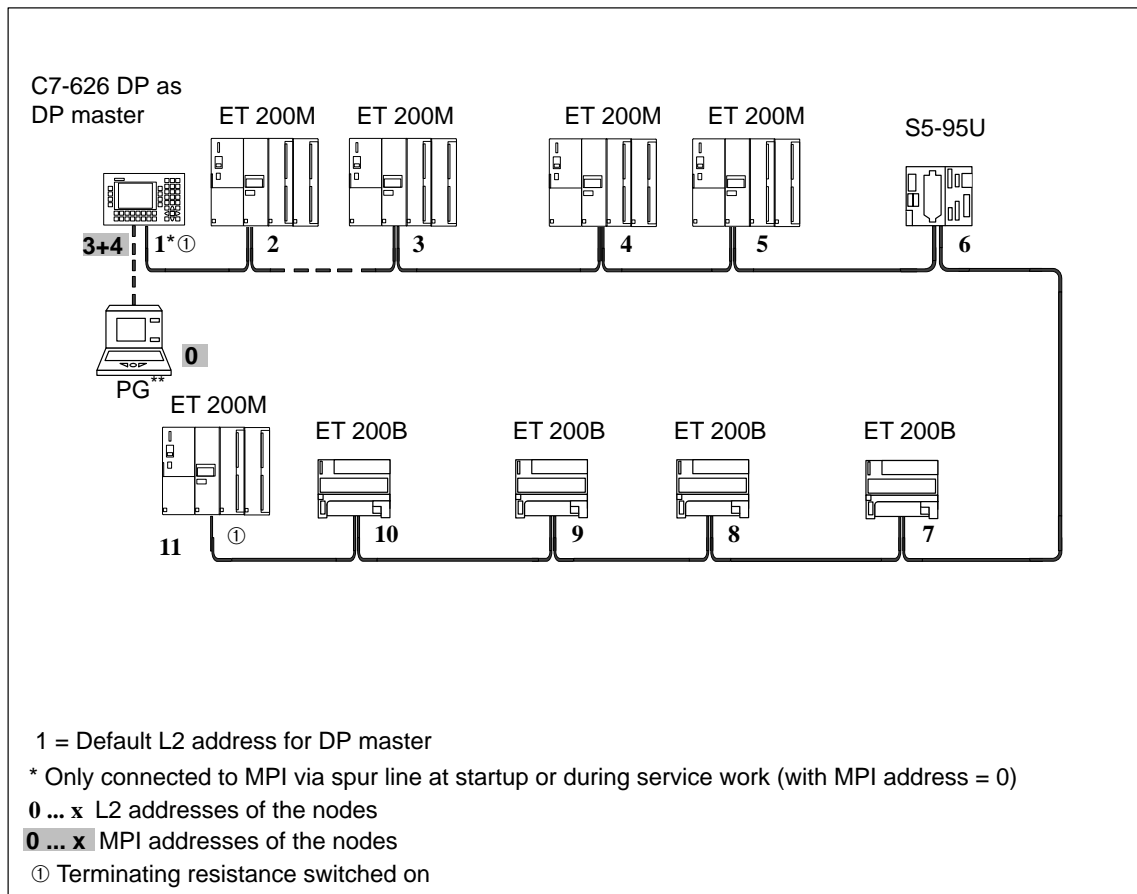 C7-626 DP as
DP master
ET 200M
ET 200M
ET 200M
ET 200M
S5-95U
3+4
1* ①
2
3
4
5
6
0
PG**
ET 200M
ET 200B
ET 200B
ET 200B
ET 200B
11
①
10
9
8
7
1 = Default L2 address for DP master
* Only connected to MPI via spur line at startup or during service work (with MPI address = 0)
0 ... x L2 addresses of the nodes
0 ... x MPI addresses of the nodes
① Terminating resistance switched on